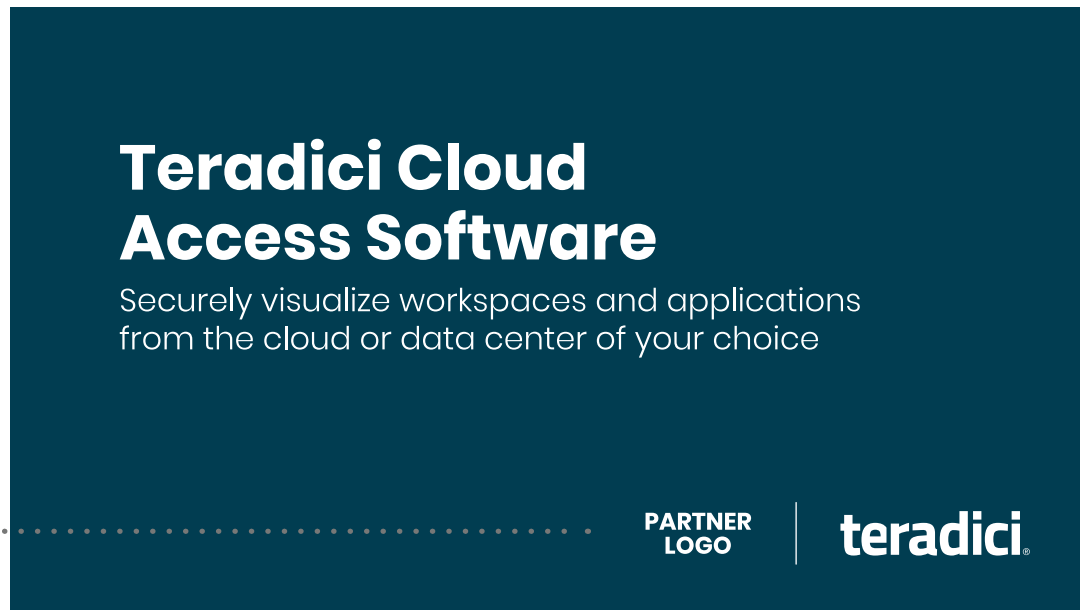 Teradici Cloud
Access Software
Securely visualize workspaces and applications
from the cloud or data center of your choice
PARTNER
LOGO
teradici®